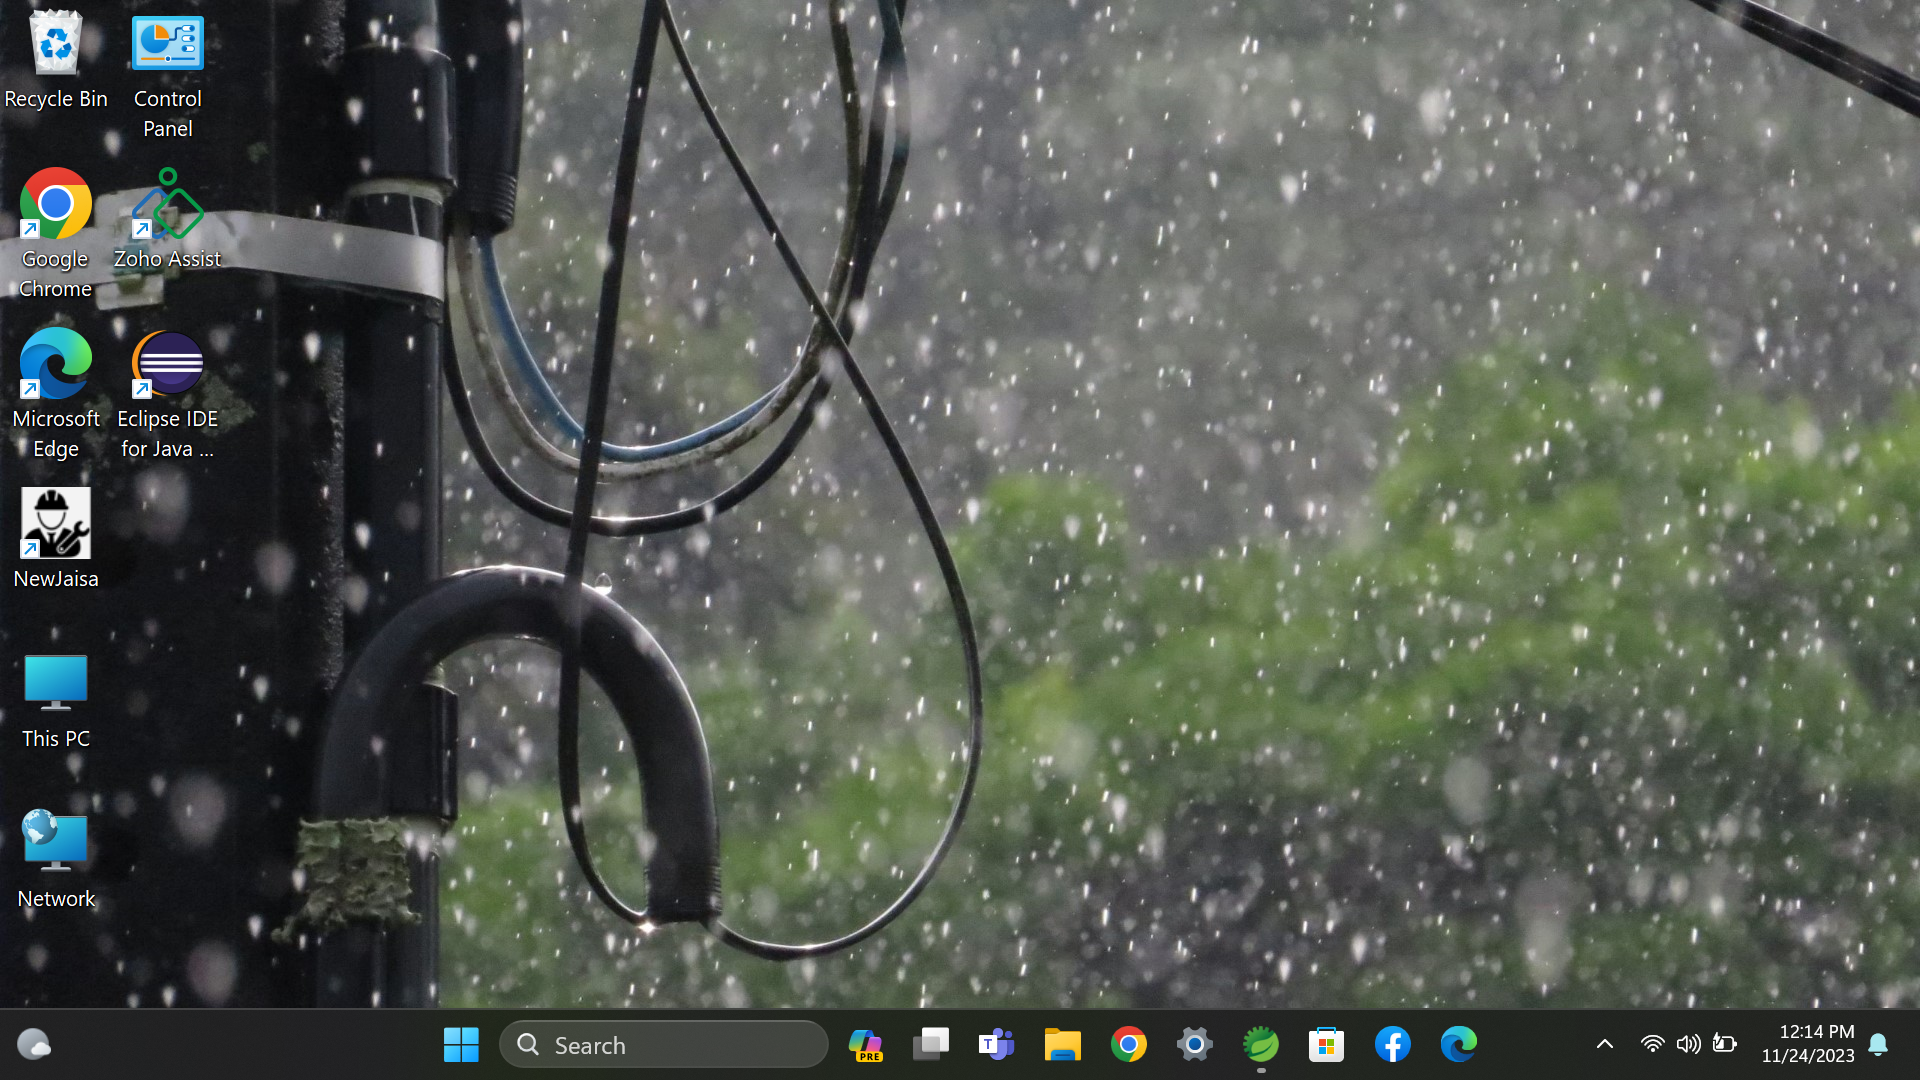 Recycle Bin
Control
Panel
Google
Chrome
Zoho Assist
Microsoft
Edge
Eclipse IDE
for Java ...
NewJaisa
This PC
Network
Search
PRE
T
12:14 PM
11/24/2023